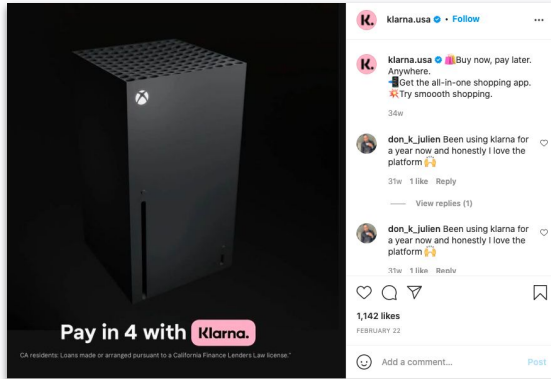 Pay in 4 with Klarna.
CA residents: Loans made or arranged pursuant to a California Finance Lenders Law license."
K.
klarna.usa • Follow
K.
klarna.usa 🛍️Buy now, pay later.
Anywhere.
📲Get the all-in-one shopping app.
💥Try smoooth shopping.
34w
don_k_julien Been using klarna for
a year now and honestly I love the
platform 🙌
31w 1 like Reply
View replies (1)
don_k_julien Been using klarna for
a year now and honestly I love the
platform 🙌
31w 1 like Reply
1,142 likes
FEBRUARY 22
Add a comment...
Post